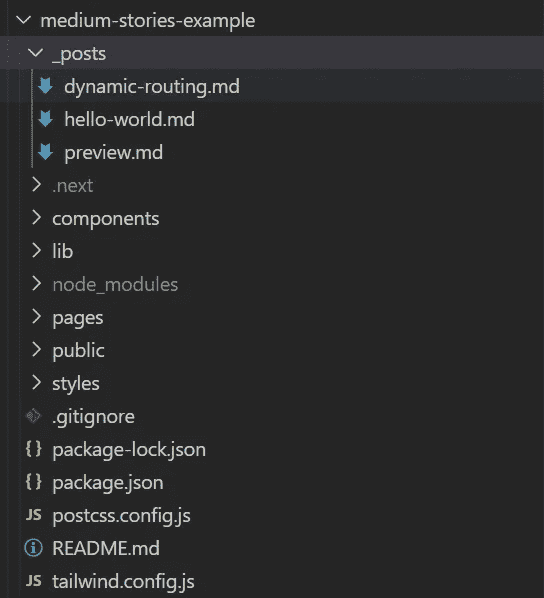 medium-stories-example
_posts
dynamic-routing.md
hello-world.md
preview.md
.next
components
lib
node_modules
pages
public
styles
.gitignore
{} package-lock.json
{} package.json
JS postcss.config.js
README.md
JS tailwind.config.js